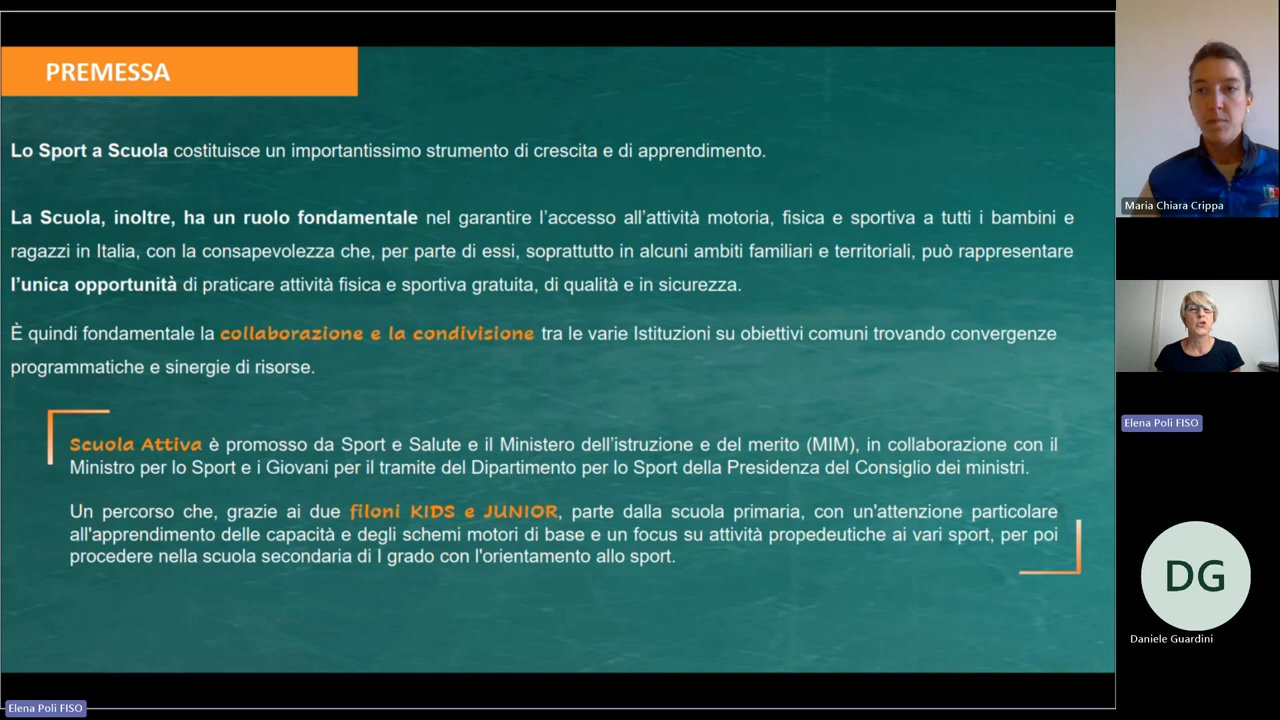 PREMESSA
Lo Sport a Scuola costituisce un importantissimo strumento di crescita e di apprendimento.
La Scuola, inoltre, ha un ruolo fondamentale nel garantire l’accesso all’attività motoria, fisica e sportiva a tutti i bambini e
ragazzi in Italia, con la consapevolezza che, per parte di essi, soprattutto in alcuni ambiti familiari e territoriali, può rappresentare
l’unica opportunità di praticare attività fisica e sportiva gratuita, di qualità e in sicurezza.
È quindi fondamentale la collaborazione e la condivisione tra le varie Istituzioni su obiettivi comuni trovando convergenze
programmatiche e sinergie di risorse.
Scuola Attiva è promosso da Sport e Salute e il Ministero dell’istruzione e del merito (MIM), in collaborazione con il
Ministro per lo Sport e i Giovani per il tramite del Dipartimento per lo Sport della Presidenza del Consiglio dei ministri.
Un percorso che, grazie ai due filoni KIDS e JUNIOR, parte dalla scuola primaria, con un'attenzione particolare
all'apprendimento delle capacità e degli schemi motori di base e un focus su attività propedeutiche ai vari sport, per poi
procedere nella scuola secondaria di I grado con l'orientamento allo sport.
Elena Poli FISO
Maria Chiara Crippa
Elena Poli FISO
DG
Daniele Guardini